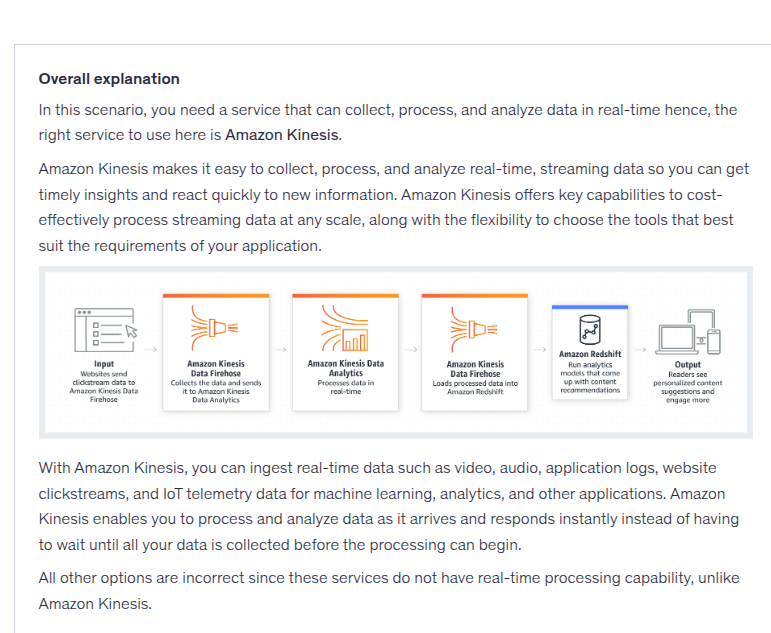 Overall explanation
In this scenario, you need a service that can collect, process, and analyze data in real-time hence, the
right service to use here is Amazon Kinesis.
Amazon Kinesis makes it easy to collect, process, and analyze real-time, streaming data so you can get
timely insights and react quickly to new information. Amazon Kinesis offers key capabilities to cost-
effectively process streaming data at any scale, along with the flexibility to choose the tools that best
suit the requirements of your application.
Input
Websites send
clickstream data to
Amazon Kinesis Data
Firehose
Amazon Kinesis
Data Firehose
Collects the data and sends
it to Amazon Kinesis
Data Analytics
Amazon Kinesis Data
Analytics
Processes data in
real-time
Amazon Kinesis
Data Firehose
Loads processed data into
Amazon Redshift
Amazon Redshift
Run analytics
models that come
up with content
recommendations
Output
Readers see
personalized content
suggestions and
engage more
With Amazon Kinesis, you can ingest real-time data such as video, audio, application logs, website
clickstreams, and IoT telemetry data for machine learning, analytics, and other applications. Amazon
Kinesis enables you to process and analyze data as it arrives and responds instantly instead of having
to wait until all your data is collected before the processing can begin.
All other options are incorrect since these services do not have real-time processing capability, unlike
Amazon Kinesis.